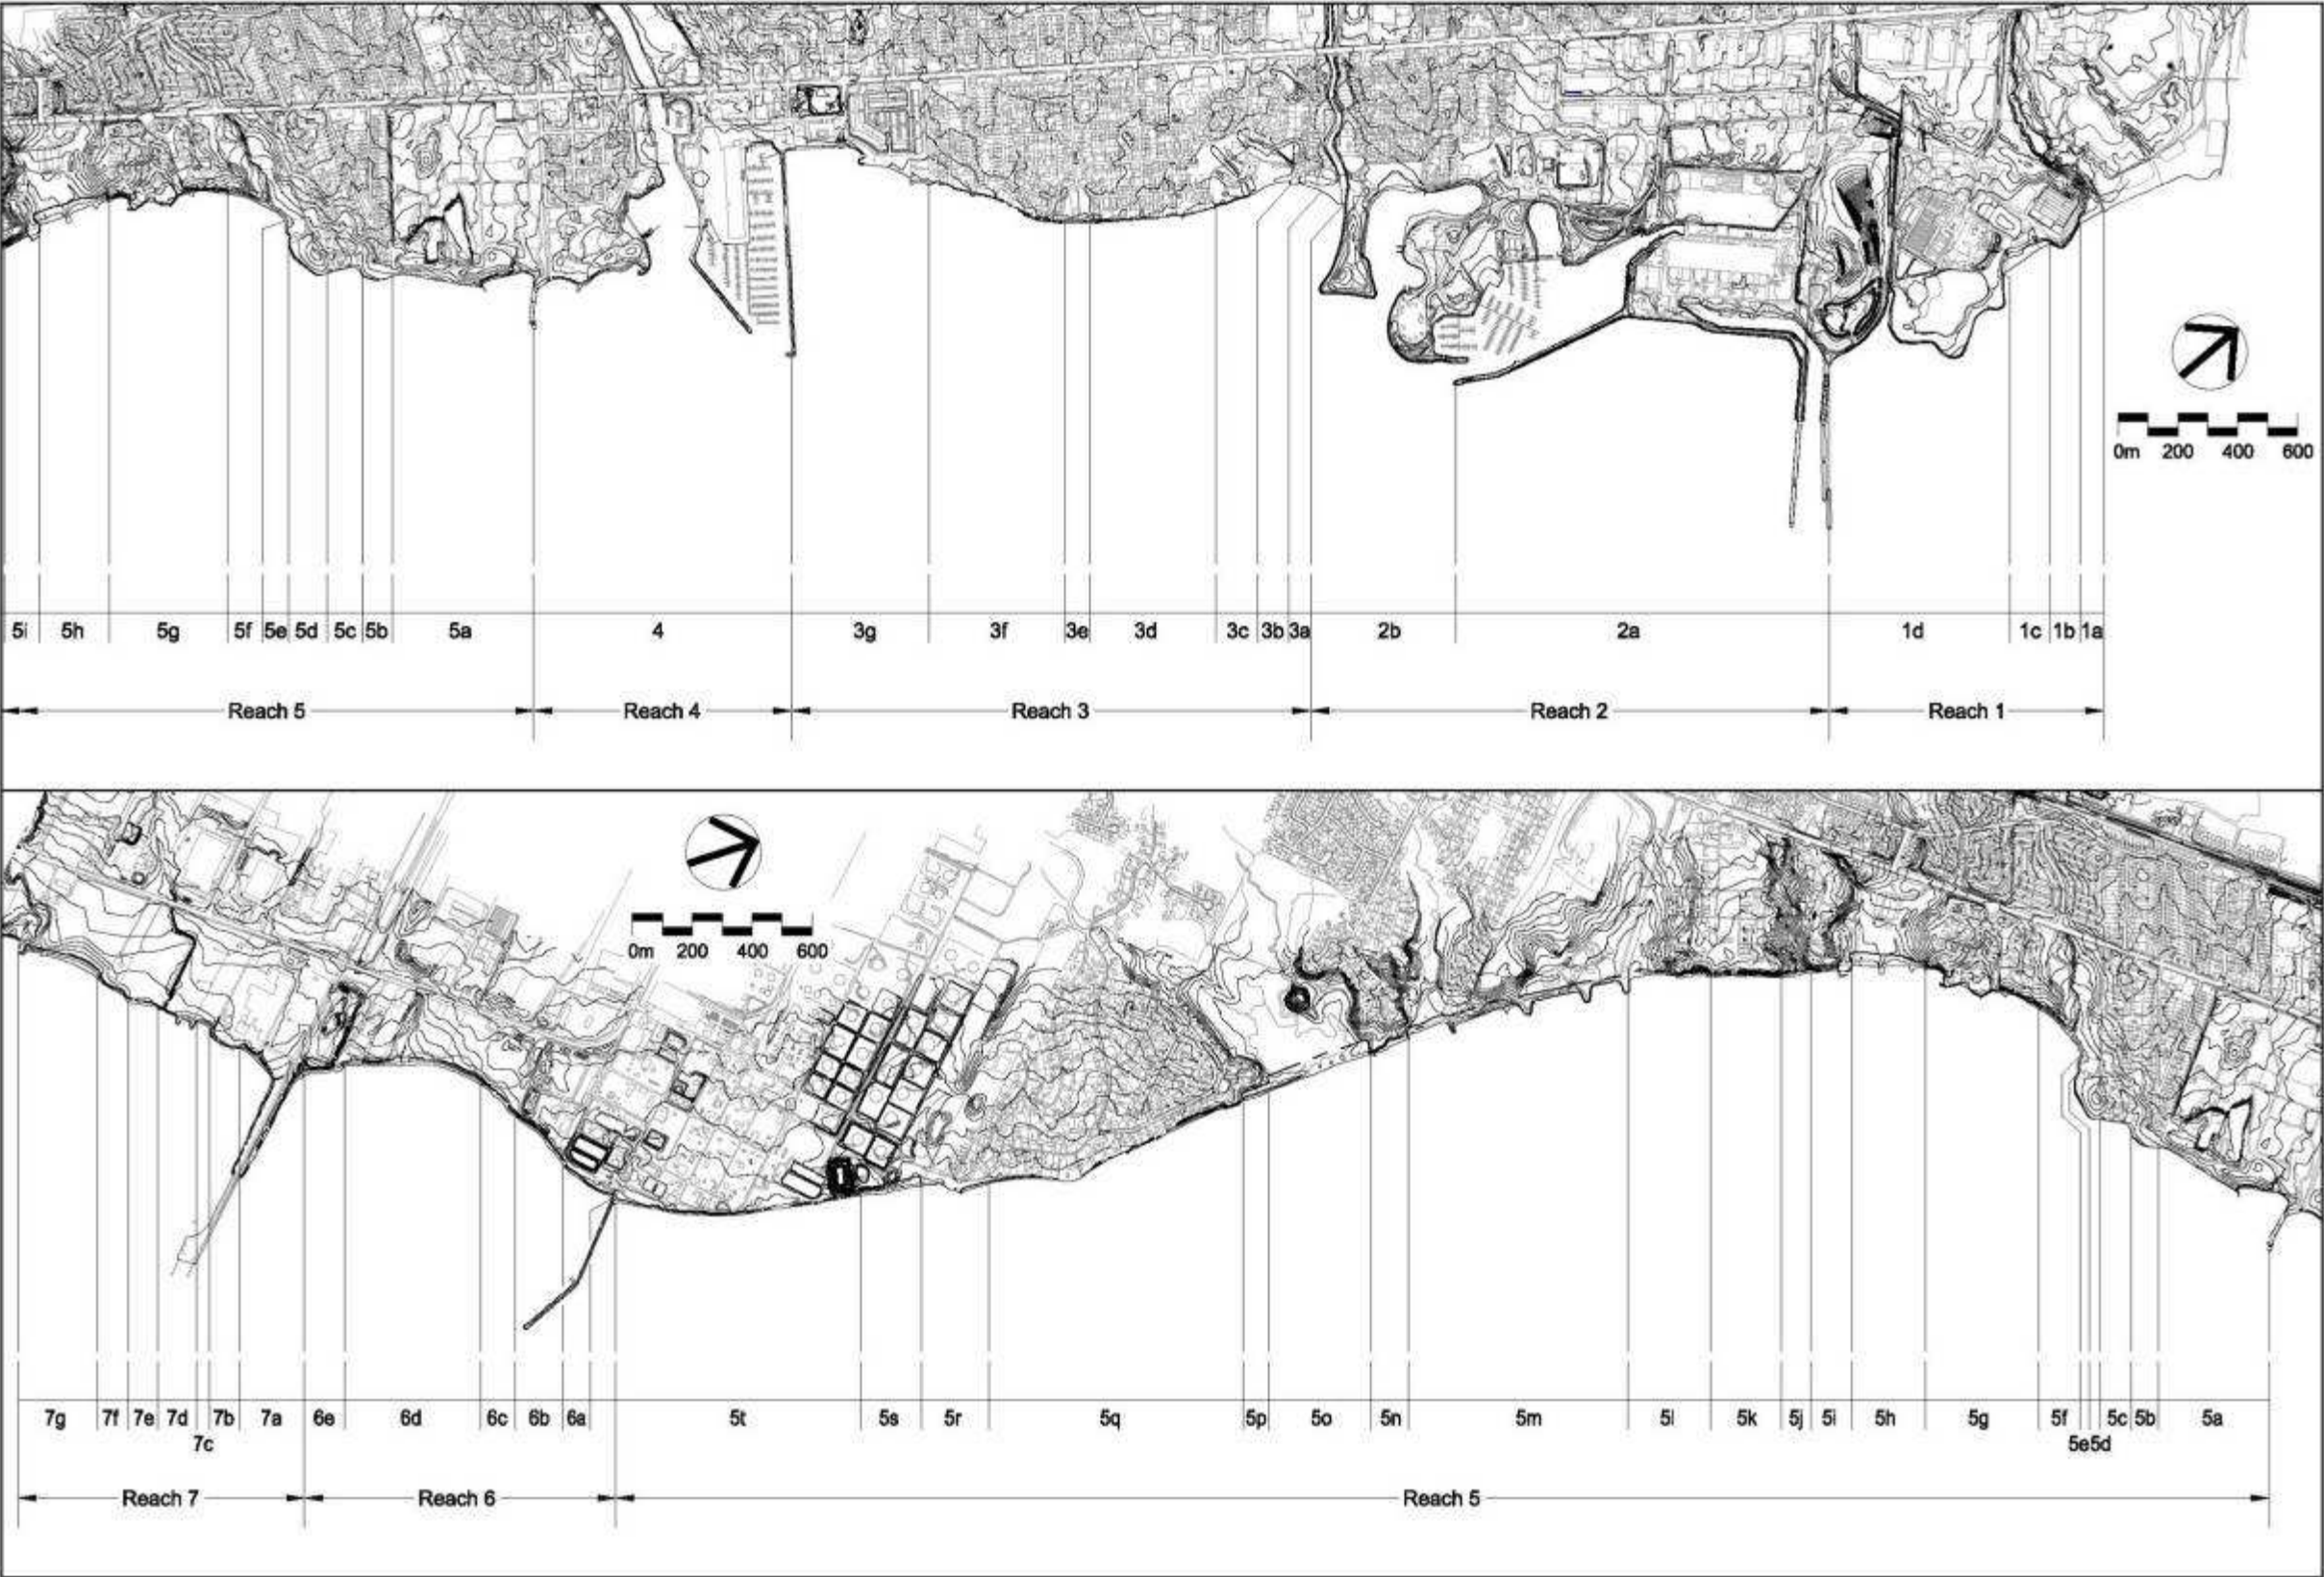 0m 200 400 600
5i 5h 5g 5f 5e 5d 5c 5b 5a 4 3g 3f 3e 3d 3c 3b 3a 2b 2a 1d 1c 1b 1a
Reach 5 Reach 4 Reach 3 Reach 2 Reach 1
0m 200 400 600
7g 7f 7e 7d 7b 7a 6e 6d 6c 6b 6a 5t 5s 5r 5q 5p 5o 5n 5m 5l 5k 5j 5i 5h 5g 5f 5c 5b 5a
7c 5e5d
Reach 7 Reach 6 Reach 5